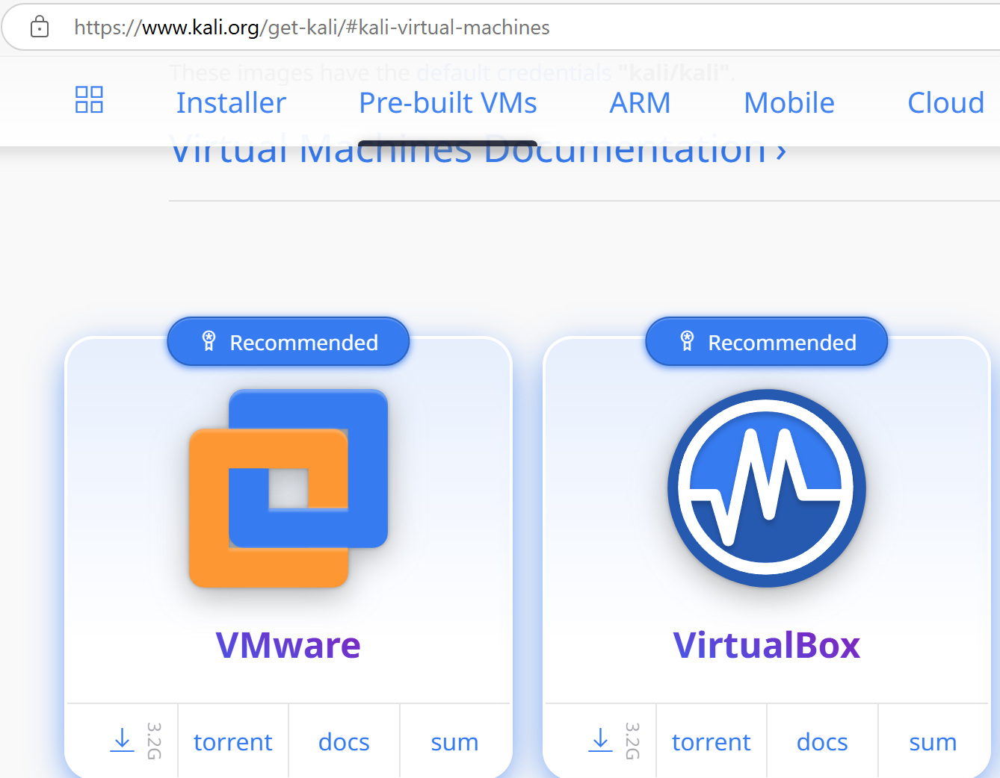 https://www.kali.org/get-kali/#kali-virtual-machines
These images have the default credentials "kali/kali".
Installer Pre-built VMs ARM Mobile Cloud
Virtual Machines Documentation ›
Recommended Recommended
VMware VirtualBox
3.2G torrent docs sum 3.2G torrent docs sum